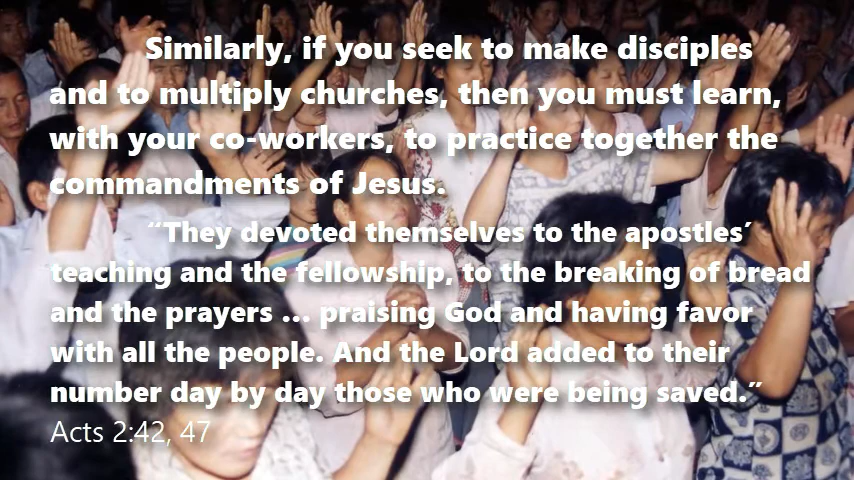 Similarly, if you seek to make disciples
and to multiply churches, then you must learn,
with your co-workers, to practice together the
commandments of Jesus.
“They devoted themselves to the apostles’
teaching and the fellowship, to the breaking of bread
and the prayers … praising God and having favor
with all the people. And the Lord added to their
number day by day those who were being saved.”
Acts 2:42, 47